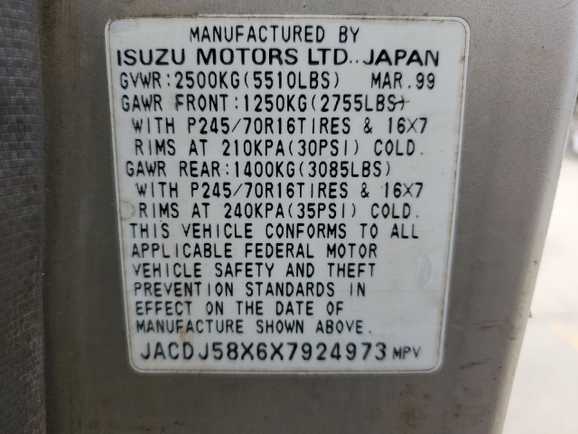 MANUFACTURED BY
ISUZU MOTORS LTD., JAPAN
GVWR:2500KG(5510LBS) MAR.99
GAWR FRONT:1250KG(2755LBS)
WITH P245/70R16TIRES & 16X7
RIMS AT 210KPA(30PSI) COLD.
GAWR REAR:1400KG(3085LBS)
WITH P245/70R16TIRES & 16X7
RIMS AT 240KPA(35PSI) COLD.
THIS VEHICLE CONFORMS TO ALL
APPLICABLE FEDERAL MOTOR
VEHICLE SAFETY AND THEFT
PREVENTION STANDARDS IN
EFFECT ON THE DATE OF
MANUFACTURE SHOWN ABOVE.
JACDJ58X6X7924973 MPV